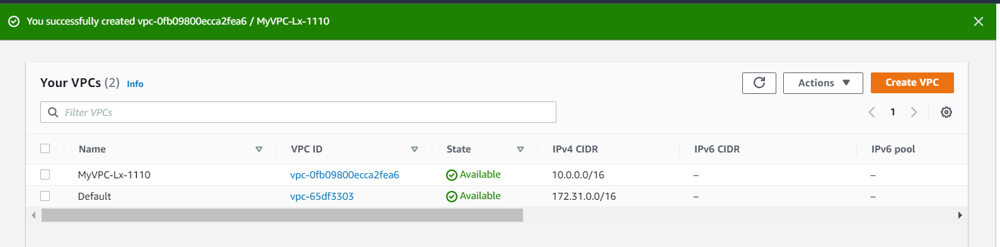 You successfully created vpc-0fb09800ecca2fea6 / MyVPC-Lx-1110
Your VPCs (2) Info
Actions
Create VPC
Filter VPCs
1
Name VPC ID State IPv4 CIDR IPv6 CIDR IPv6 pool
MyVPC-Lx-1110 vpc-0fb09800ecca2fea6 Available 10.0.0.0/16 – –
Default vpc-65df3303 Available 172.31.0.0/16 – –